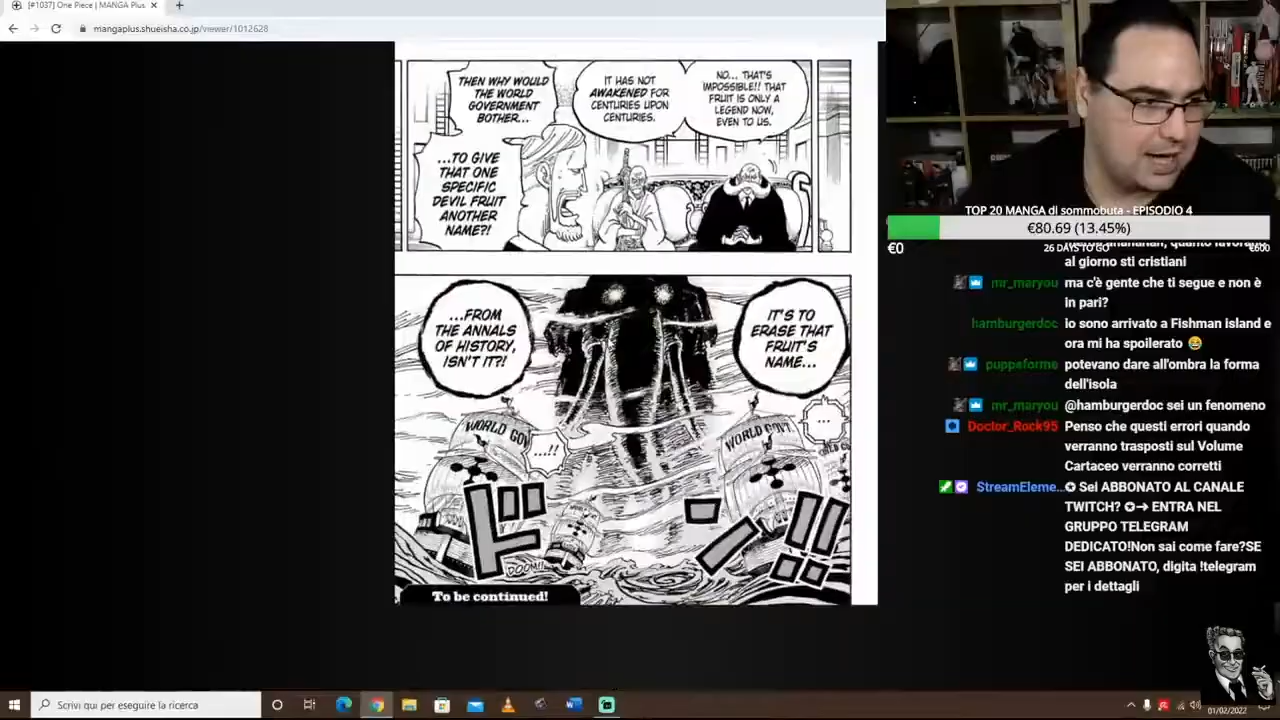 [#1037] One Piece | MANGA Plus
mangaplus.shueisha.co.jp/viewer/1012628
THEN WHY WOULD
THE WORLD
GOVERNMENT
BOTHER...
IT HAS NOT
AWAKENED FOR
CENTURIES UPON
CENTURIES.
NO... THAT'S
IMPOSSIBLE!! THAT
FRUIT IS ONLY A
LEGEND NOW,
EVEN TO US.
...TO GIVE
THAT ONE
SPECIFIC
DEVIL FRUIT
ANOTHER
NAME?!
...FROM
THE ANNALS
OF HISTORY,
ISN'T IT?!
IT'S TO
ERASE THAT
FRUIT'S
NAME...
WORLD GOV
...!!
WORLD GOVT
...
ドン!!
DOOM!!
To be continued!
TOP 20 MANGA di sommobuta - EPISODIO 4
€80.69 (13.45%)
€0
26 DAYS TO GO
€600
al giorno sti cristiani
mr_maryou ma c'è gente che ti segue e non è
in pari?
hamburgerdoc io sono arrivato a Fishman island e
ora mi ha spoilerato
puppaforme potevano dare all'ombra la forma
dell'isola
mr_maryou @hamburgerdoc sei un fenomeno
Doctor_Rock95 Penso che questi errori quando
verranno trasposti sul Volume
Cartaceo verranno corretti
StreamEleme... ✪ Sei ABBONATO AL CANALE
TWITCH? ✪➜ ENTRA NEL
GRUPPO TELEGRAM
DEDICATO!Non sai come fare?SE
SEI ABBONATO, digita !telegram
per i dettagli
Scrivi qui per eseguire la ricerca
01/02/2022